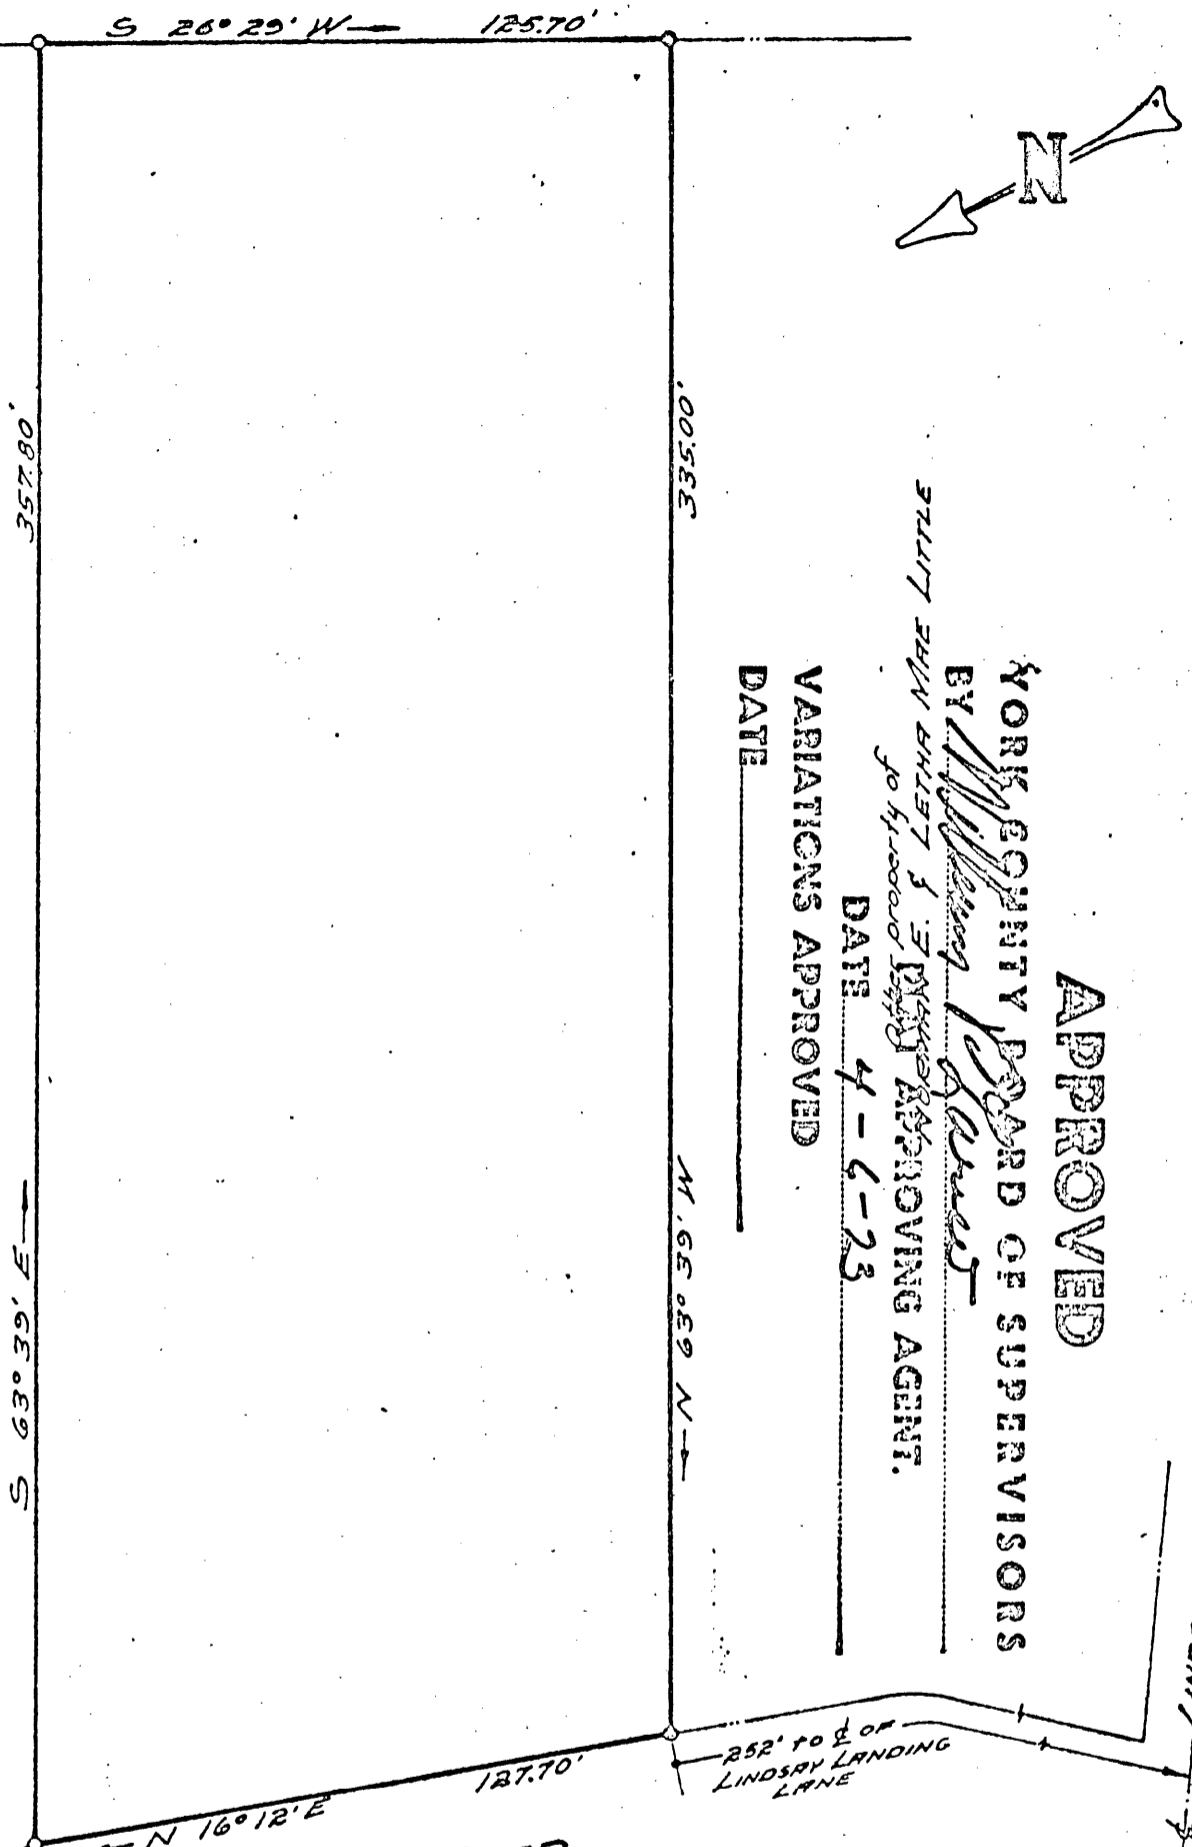 S 26° 29' W 125.70'
N
357.80'
S 63° 39' E
335.00'
N 63° 39' W
APPROVED
YORK COUNTY BOARD OF SUPERVISORS
BY
APPROVING AGENT.
DATE 4-6-73
VARIATIONS APPROVED
DATE
Other property of
NORMAN E. & LETHA MAE LITTLE
N 16° 12' E 127.70'
252' to ℄ OF
LINDSAY LANDING
LANE
℄